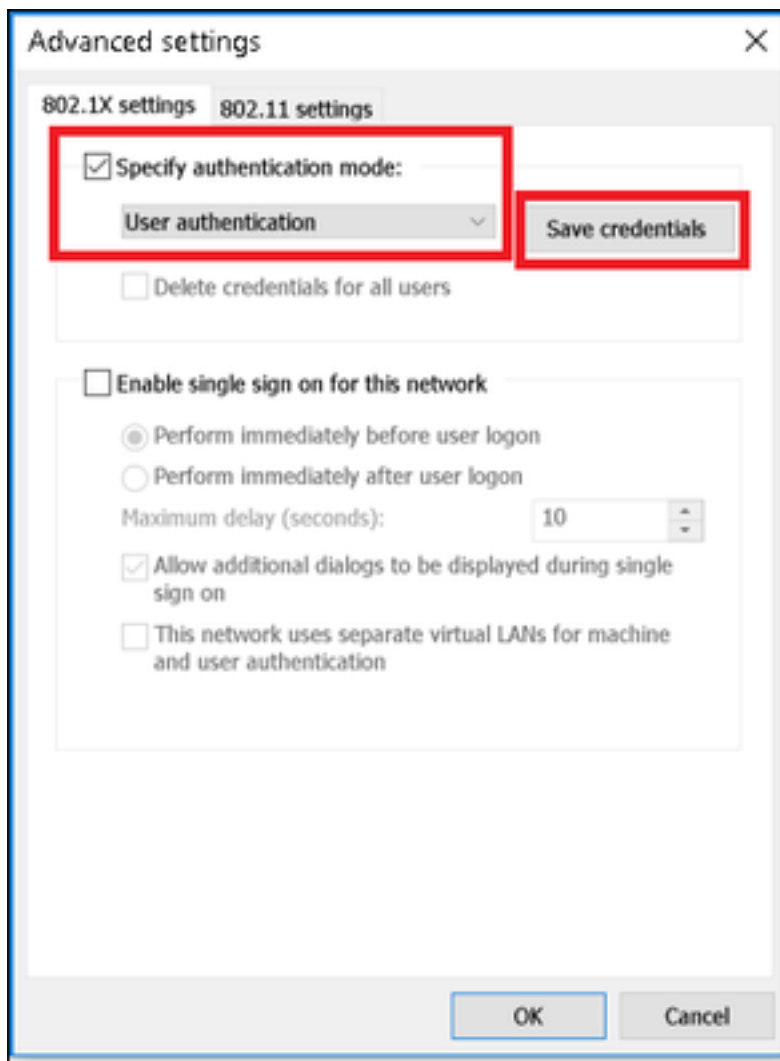 Advanced settings
802.1X settings
802.11 settings
Specify authentication mode:
User authentication
Save credentials
Delete credentials for all users
Enable single sign on for this network
Perform immediately before user logon
Perform immediately after user logon
Maximum delay (seconds):
10
Allow additional dialogs to be displayed during single
sign on
This network uses separate virtual LANs for machine
and user authentication
OK
Cancel